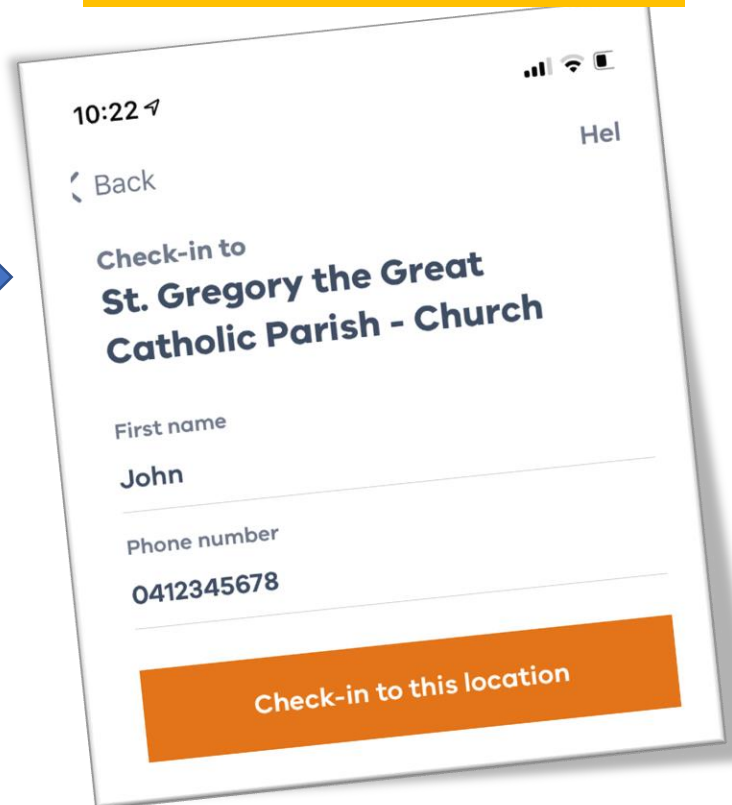 10:22
Back
Hel
Check-in to
St. Gregory the Great
Catholic Parish - Church
First name
John
Phone number
0412345678
Check-in to this location